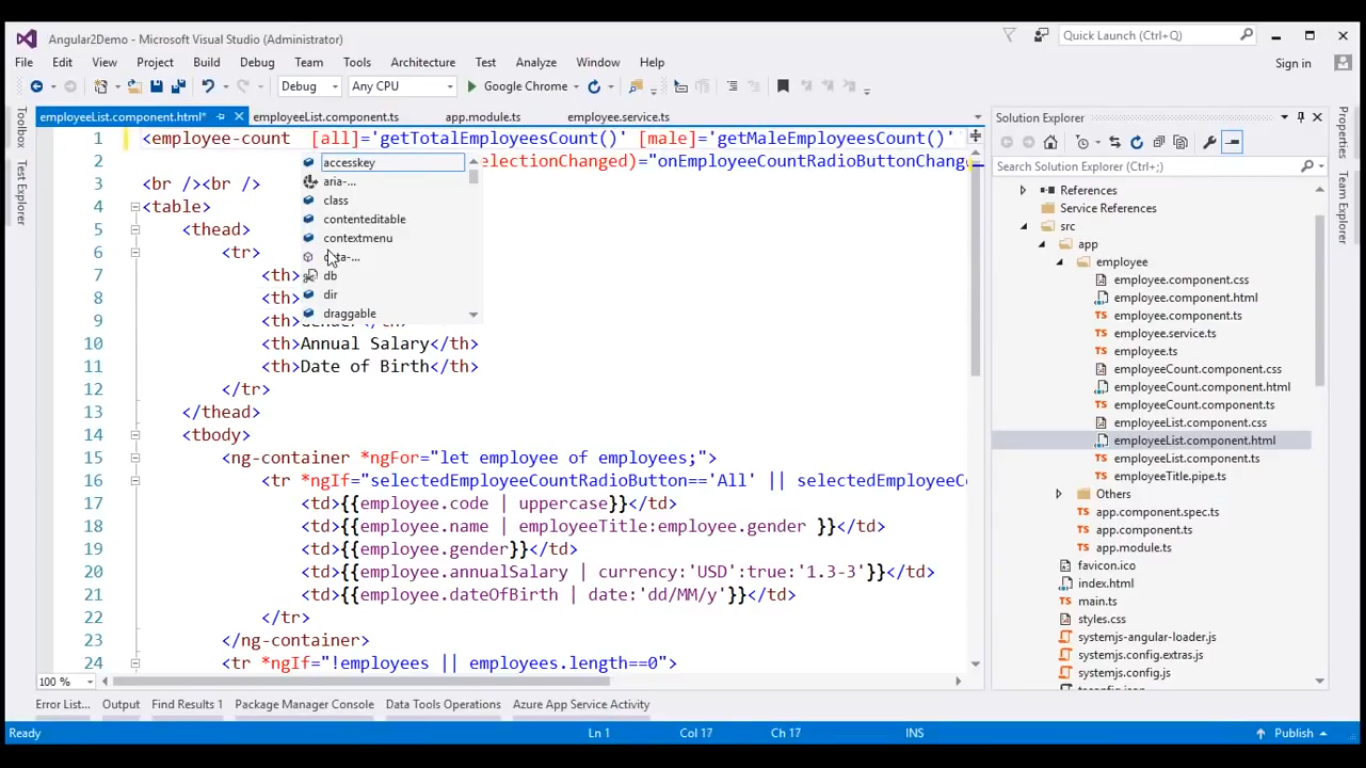 Angular2Demo - Microsoft Visual Studio (Administrator)
Quick Launch (Ctrl+Q)
File Edit View Project Build Debug Team Tools Architecture Test Analyze Window Help
Sign in
Debug Any CPU Google Chrome
Toolbox
Test Explorer
employeeList.component.html* employeeList.component.ts app.module.ts employee.service.ts
1 <employee-count [all]='getTotalEmployeesCount()' [male]='getMaleEmployeesCount()'
2 electionChanged)="onEmployeeCountRadioButtonChange
3 <br /><br />
4 <table>
5 <thead>
6 <tr>
7 <th>
8 <th>
9 <th>Gender</th>
10 <th>Annual Salary</th>
11 <th>Date of Birth</th>
12 </tr>
13 </thead>
14 <tbody>
15 <ng-container *ngFor="let employee of employees;">
16 <tr *ngIf="selectedEmployeeCountRadioButton=='All' || selectedEmployeeC
17 <td>{{employee.code | uppercase}}</td>
18 <td>{{employee.name | employeeTitle:employee.gender }}</td>
19 <td>{{employee.gender}}</td>
20 <td>{{employee.annualSalary | currency:'USD':true:'1.3-3'}}</td>
21 <td>{{employee.dateOfBirth | date:'dd/MM/y'}}</td>
22 </tr>
23 </ng-container>
24 <tr *ngIf="!employees || employees.length==0">
accesskey
aria-...
class
contenteditable
contextmenu
db
dir
draggable
100 %
Solution Explorer
Search Solution Explorer (Ctrl+;)
References
Service References
src
app
employee
employee.component.css
employee.component.html
employee.component.ts
employee.service.ts
employee.ts
employeeCount.component.css
employeeCount.component.html
employeeCount.component.ts
employeeList.component.css
employeeList.component.html
employeeList.component.ts
employeeTitle.pipe.ts
Others
app.component.spec.ts
app.component.ts
app.module.ts
favicon.ico
index.html
main.ts
styles.css
systemjs-angular-loader.js
systemjs.config.extras.js
systemjs.config.js
Properties
Team Explorer
Error List... Output Find Results 1 Package Manager Console Data Tools Operations Azure App Service Activity
Ready Ln 1 Col 17 Ch 17 INS Publish